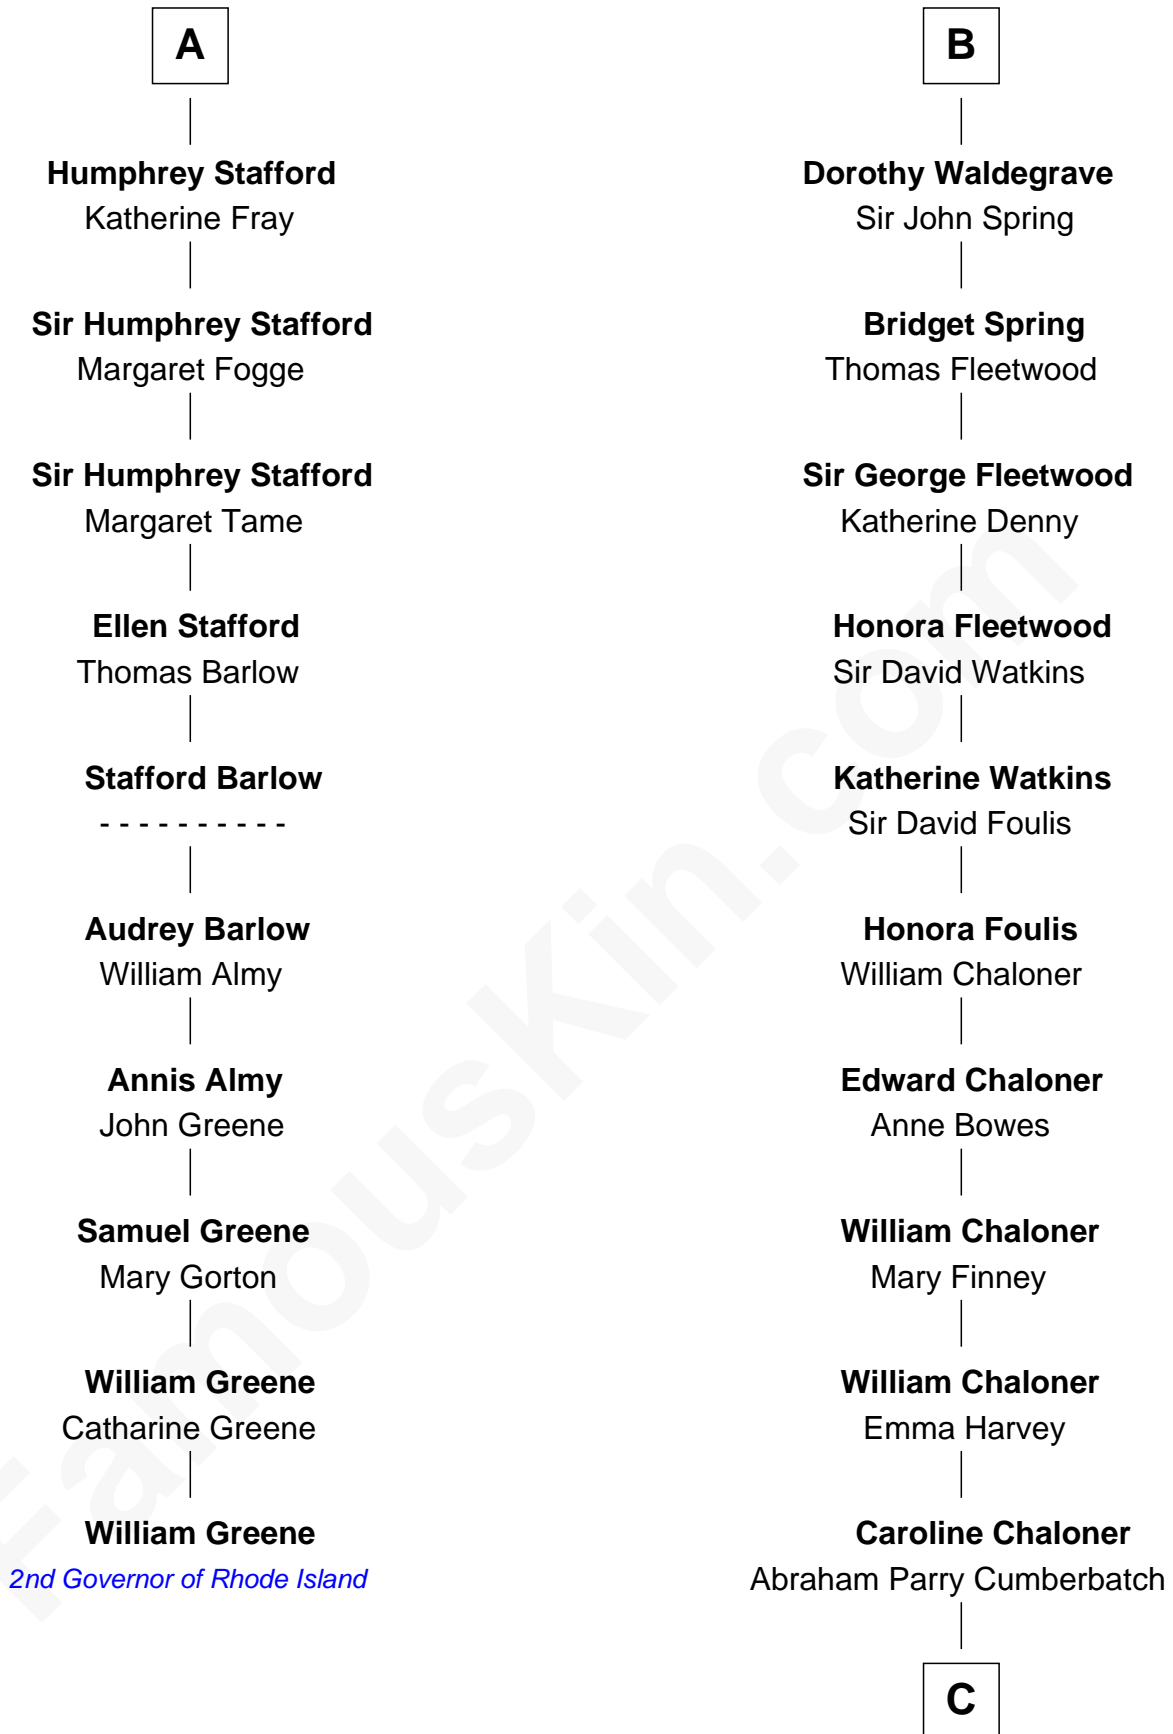 A
Humphrey Stafford
Katherine Fray
Sir Humphrey Stafford
Margaret Fogge
Sir Humphrey Stafford
Margaret Tame
Ellen Stafford
Thomas Barlow
Stafford Barlow
- - - - - - - - - -
Audrey Barlow
William Almy
Annis Almy
John Greene
Samuel Greene
Mary Gorton
William Greene
Catharine Greene
William Greene
2nd Governor of Rhode Island
B
Dorothy Waldegrave
Sir John Spring
Bridget Spring
Thomas Fleetwood
Sir George Fleetwood
Katherine Denny
Honora Fleetwood
Sir David Watkins
Katherine Watkins
Sir David Foulis
Honora Foulis
William Chaloner
Edward Chaloner
Anne Bowes
William Chaloner
Mary Finney
William Chaloner
Emma Harvey
Caroline Chaloner
Abraham Parry Cumberbatch
C
FamousKin.com